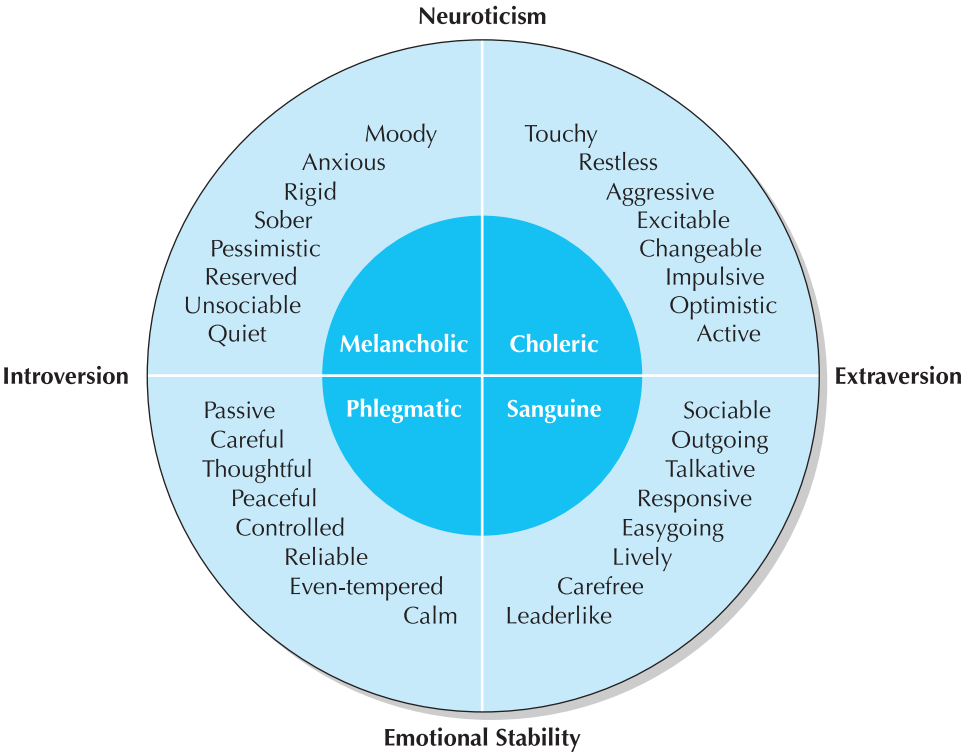 Neuroticism
Moody
Anxious
Rigid
Sober
Pessimistic
Reserved
Unsociable
Quiet
Touchy
Restless
Aggressive
Excitable
Changeable
Impulsive
Optimistic
Active
Melancholic
Choleric
Introversion
Extraversion
Phlegmatic
Sanguine
Passive
Careful
Thoughtful
Peaceful
Controlled
Reliable
Even-tempered
Calm
Sociable
Outgoing
Talkative
Responsive
Easygoing
Lively
Carefree
Leaderlike
Emotional Stability